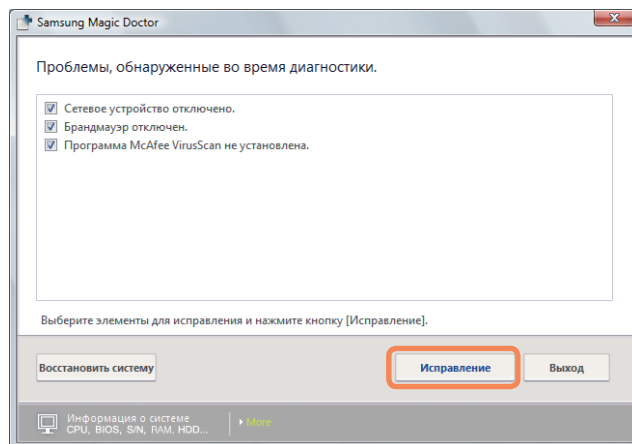 Samsung Magic Doctor
Проблемы, обнаруженные во время диагностики.
Сетевое устройство отключено.
Брандмауэр отключен.
Программа McAfee VirusScan не установлена.
Выберите элементы для исправления и нажмите кнопку [Исправление].
Восстановить систему
Исправление
Выход
Информация о системе
CPU, BIOS, S/N, RAM, HDD...
More